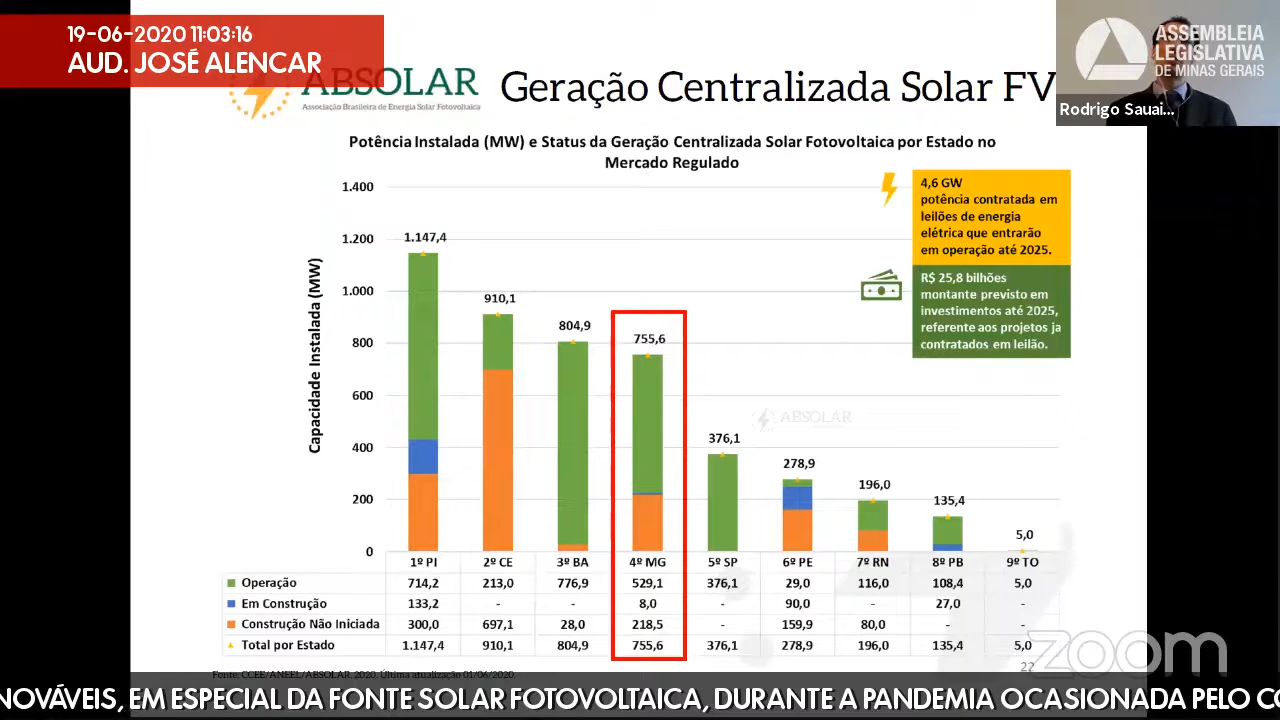 19-06-2020 11:03:16
AUD. JOSÉ ALENCAR
ASSEMBLEIA
LEGISLATIVA
DE MINAS GERAIS
Rodrigo Sauai...
ABSOLAR
Associação Brasileira de Energia Solar Fotovoltaica
Geração Centralizada Solar FV
Potência Instalada (MW) e Status da Geração Centralizada Solar Fotovoltaica por Estado no
Mercado Regulado
4,6 GW
potência contratada em
leilões de energia
elétrica que entrarão
em operação até 2025.
R$ 25,8 bilhões
montante previsto em
investimentos até 2025,
referente aos projetos ja
contratados em leilão.
Capacidade Instalada (MW)
1.400
1.200
1.000
800
600
400
200
0
1.147,4
910,1
804,9
755,6
376,1
278,9
196,0
135,4
5,0
ABSOLAR
1º PI 2º CE 3º BA 4º MG 5º SP 6º PE 7º RN 8º PB 9º TO
Operação 714,2 213,0 776,9 529,1 376,1 29,0 116,0 108,4 5,0
Em Construção 133,2 - - 8,0 - 90,0 - 27,0 -
Construção Não Iniciada 300,0 697,1 28,0 218,5 - 159,9 80,0 - -
Total por Estado 1.147,4 910,1 804,9 755,6 376,1 278,9 196,0 135,4 5,0
zoom
22
Fonte: CCEE/ANEEL/ABSOLAR, 2020. Última atualização 01/06/2020.
NOVÁVEIS, EM ESPECIAL DA FONTE SOLAR FOTOVOLTAICA, DURANTE A PANDEMIA OCASIONADA PELO CO